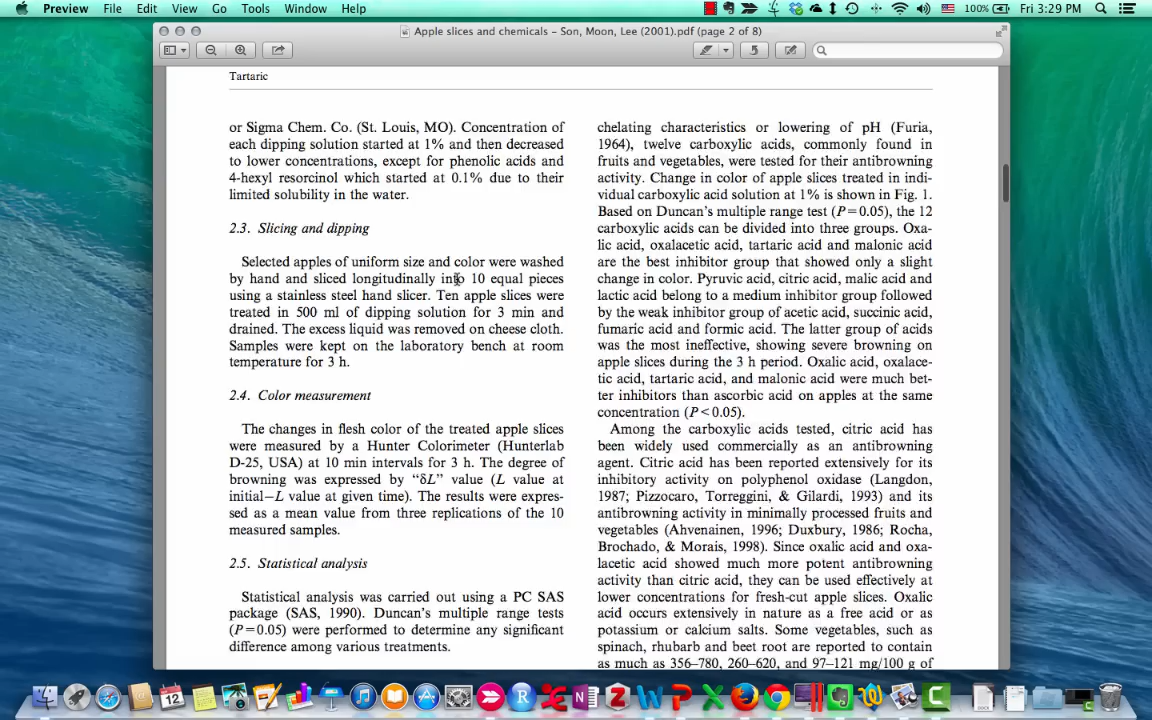 Preview File Edit View Go Tools Window Help 100% Fri 3:29 PM
Apple slices and chemicals – Son, Moon, Lee (2001).pdf (page 2 of 8)
Tartaric
or Sigma Chem. Co. (St. Louis, MO). Concentration of
each dipping solution started at 1% and then decreased
to lower concentrations, except for phenolic acids and
4-hexyl resorcinol which started at 0.1% due to their
limited solubility in the water.
2.3. Slicing and dipping
Selected apples of uniform size and color were washed
by hand and sliced longitudinally into 10 equal pieces
using a stainless steel hand slicer. Ten apple slices were
treated in 500 ml of dipping solution for 3 min and
drained. The excess liquid was removed on cheese cloth.
Samples were kept on the laboratory bench at room
temperature for 3 h.
2.4. Color measurement
The changes in flesh color of the treated apple slices
were measured by a Hunter Colorimeter (Hunterlab
D-25, USA) at 10 min intervals for 3 h. The degree of
browning was expressed by “δL” value (L value at
initial−L value at given time). The results were expres-
sed as a mean value from three replications of the 10
measured samples.
2.5. Statistical analysis
Statistical analysis was carried out using a PC SAS
package (SAS, 1990). Duncan's multiple range tests
(P=0.05) were performed to determine any significant
difference among various treatments.
chelating characteristics or lowering of pH (Furia,
1964), twelve carboxylic acids, commonly found in
fruits and vegetables, were tested for their antibrowning
activity. Change in color of apple slices treated in indi-
vidual carboxylic acid solution at 1% is shown in Fig. 1.
Based on Duncan's multiple range test (P=0.05), the 12
carboxylic acids can be divided into three groups. Oxa-
lic acid, oxalacetic acid, tartaric acid and malonic acid
are the best inhibitor group that showed only a slight
change in color. Pyruvic acid, citric acid, malic acid and
lactic acid belong to a medium inhibitor group followed
by the weak inhibitor group of acetic acid, succinic acid,
fumaric acid and formic acid. The latter group of acids
was the most ineffective, showing severe browning on
apple slices during the 3 h period. Oxalic acid, oxalace-
tic acid, tartaric acid, and malonic acid were much bet-
ter inhibitors than ascorbic acid on apples at the same
concentration (P<0.05).
Among the carboxylic acids tested, citric acid has
been widely used commercially as an antibrowning
agent. Citric acid has been reported extensively for its
inhibitory activity on polyphenol oxidase (Langdon,
1987; Pizzocaro, Torreggini, & Gilardi, 1993) and its
antibrowning activity in minimally processed fruits and
vegetables (Ahvenainen, 1996; Duxbury, 1986; Rocha,
Brochado, & Morais, 1998). Since oxalic acid and oxa-
lacetic acid showed much more potent antibrowning
activity than citric acid, they can be used effectively at
lower concentrations for fresh-cut apple slices. Oxalic
acid occurs extensively in nature as a free acid or as
potassium or calcium salts. Some vegetables, such as
spinach, rhubarb and beet root are reported to contain
as much as 356–780, 260–620, and 97–121 mg/100 g of